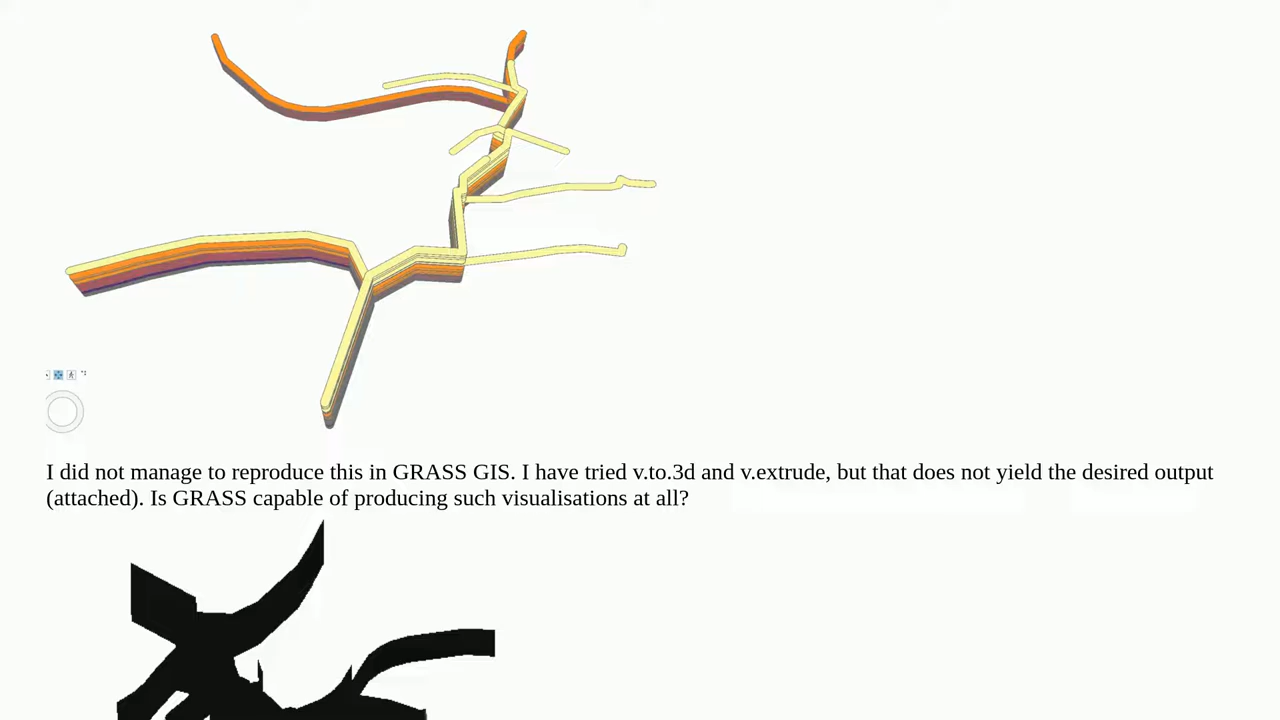 I did not manage to reproduce this in GRASS GIS. I have tried v.to.3d and v.extrude, but that does not yield the desired output
(attached). Is GRASS capable of producing such visualisations at all?